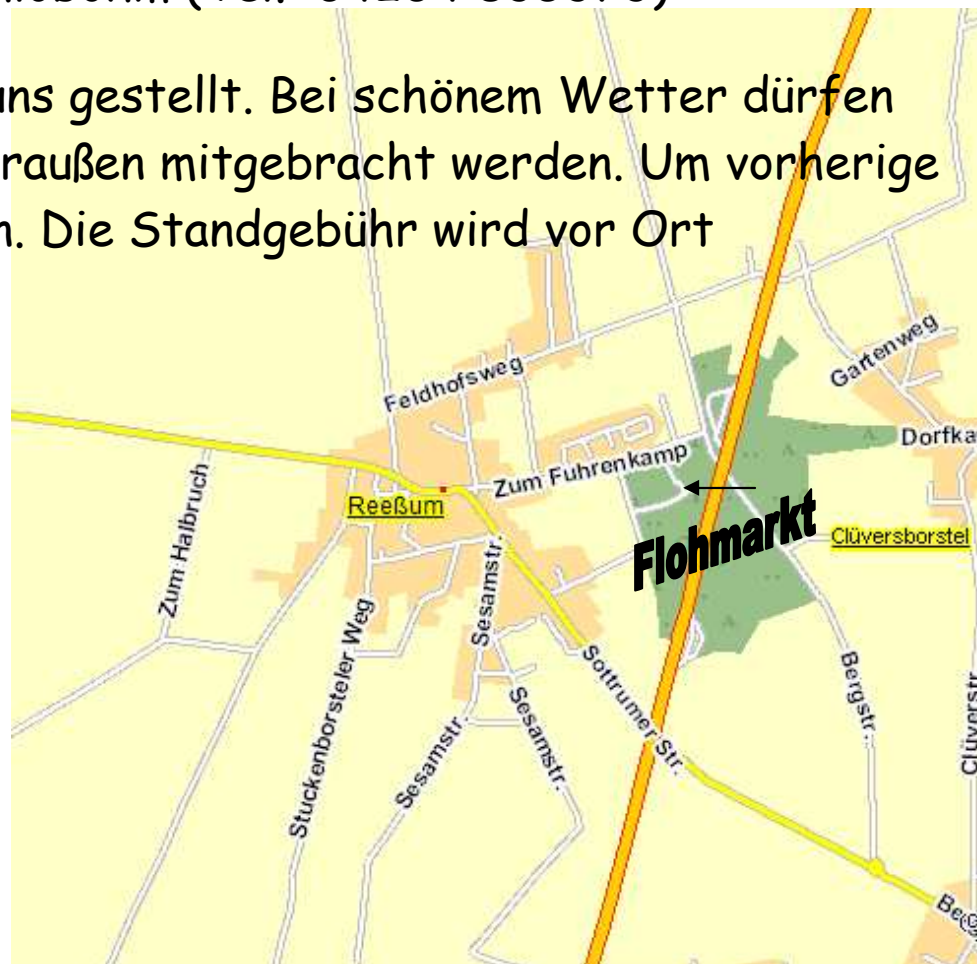 uns gestellt. Bei schönem Wetter dürfen
raußen mitgebracht werden. Um vorherige
n. Die Standgebühr wird vor Ort
Feldhofsweg
Gartenweg
Dorfka
Zum Fuhrenkamp
Reeßum
Flohmarkt
Clüversborstel
Zum Halbruch
Sesamstr.
Stuckenborsteler Weg
Sottrumer Str.
Bergstr.
Sesamstr.
Sesamstr.
Clüverstr.